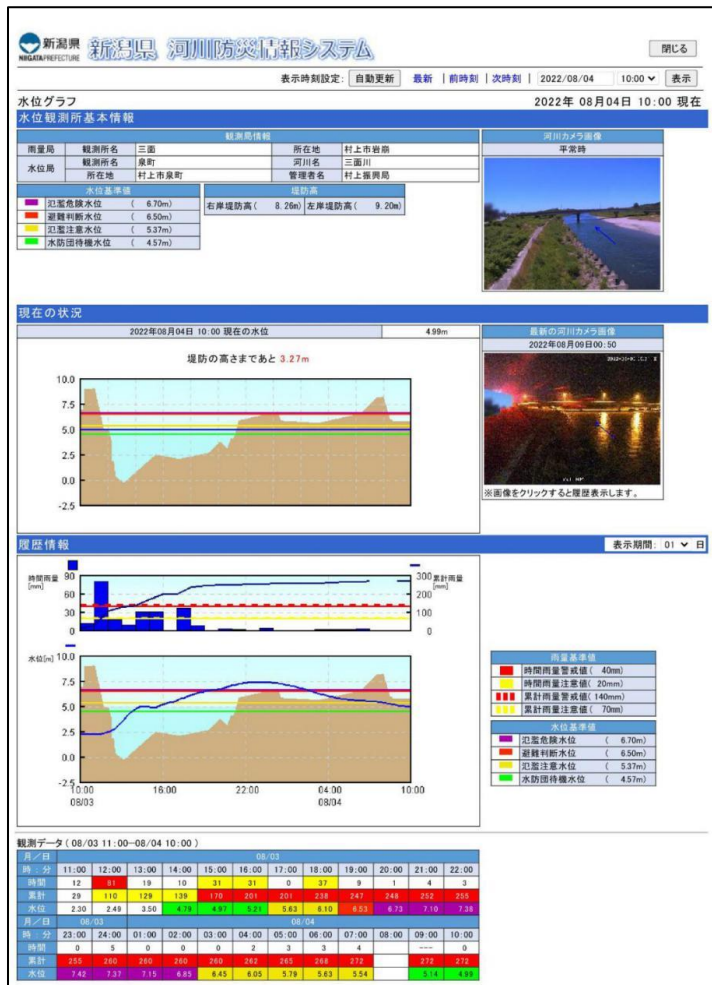 新潟県 新潟県 河川防災情報システム 閉じる
NIIGATA PREFECTURE
表示時刻設定: 自動更新 最新 | 前時刻 | 次時刻 | 2022/08/04 10:00 表示
水位グラフ 2022年 08月04日 10:00 現在
水位観測所基本情報
観測局情報
雨量局 観測所名 三面 所在地 村上市岩崩
水位局 観測所名 泉町 河川名 三面川
所在地 村上市泉町 管理者名 村上振興局
水位基準値
氾濫危険水位 ( 6.70m)
避難判断水位 ( 6.50m)
氾濫注意水位 ( 5.37m)
水防団待機水位 ( 4.57m)
堤防高
右岸堤防高( 8.26m) 左岸堤防高( 9.20m)
河川カメラ画像
平常時
現在の状況
2022年08月04日 10:00 現在の水位 4.99m
堤防の高さまであと 3.27m
10.0
7.5
5.0
2.5
0.0
-2.5
最新の河川カメラ画像
2022年08月09日00:50
※画像をクリックすると履歴表示します。
履歴情報 表示期間: 01 日
時間雨量 [mm] 90 60 30 0
300 200 100 0 累計雨量 [mm]
水位[m] 10.0
7.5
5.0
2.5
0.0
-2.5
10:00 16:00 22:00 04:00 10:00
08/03 08/04
雨量基準値
時間雨量警戒値( 40mm)
時間雨量注意値( 20mm)
累計雨量警戒値(140mm)
累計雨量注意値( 70mm)
水位基準値
氾濫危険水位 ( 6.70m)
避難判断水位 ( 6.50m)
氾濫注意水位 ( 5.37m)
水防団待機水位 ( 4.57m)
観測データ(08/03 11:00-08/04 10:00)
月/日 08/03
時:分 11:00 12:00 13:00 14:00 15:00 16:00 17:00 18:00 19:00 20:00 21:00 22:00
時間 12 81 19 10 31 31 0 37 9 1 4 3
累計 29 110 129 139 170 201 201 238 247 248 252 255
水位 2.30 2.49 3.50 4.79 4.97 5.21 5.63 6.10 6.53 6.73 7.10 7.38
月/日 08/03 08/04
時:分 23:00 24:00 01:00 02:00 03:00 04:00 05:00 06:00 07:00 08:00 09:00 10:00
時間 0 5 0 0 0 2 3 3 4 --- 0
累計 255 260 260 260 260 262 265 268 272 272 272
水位 7.42 7.37 7.15 6.85 6.45 6.05 5.79 5.63 5.54 5.14 4.99